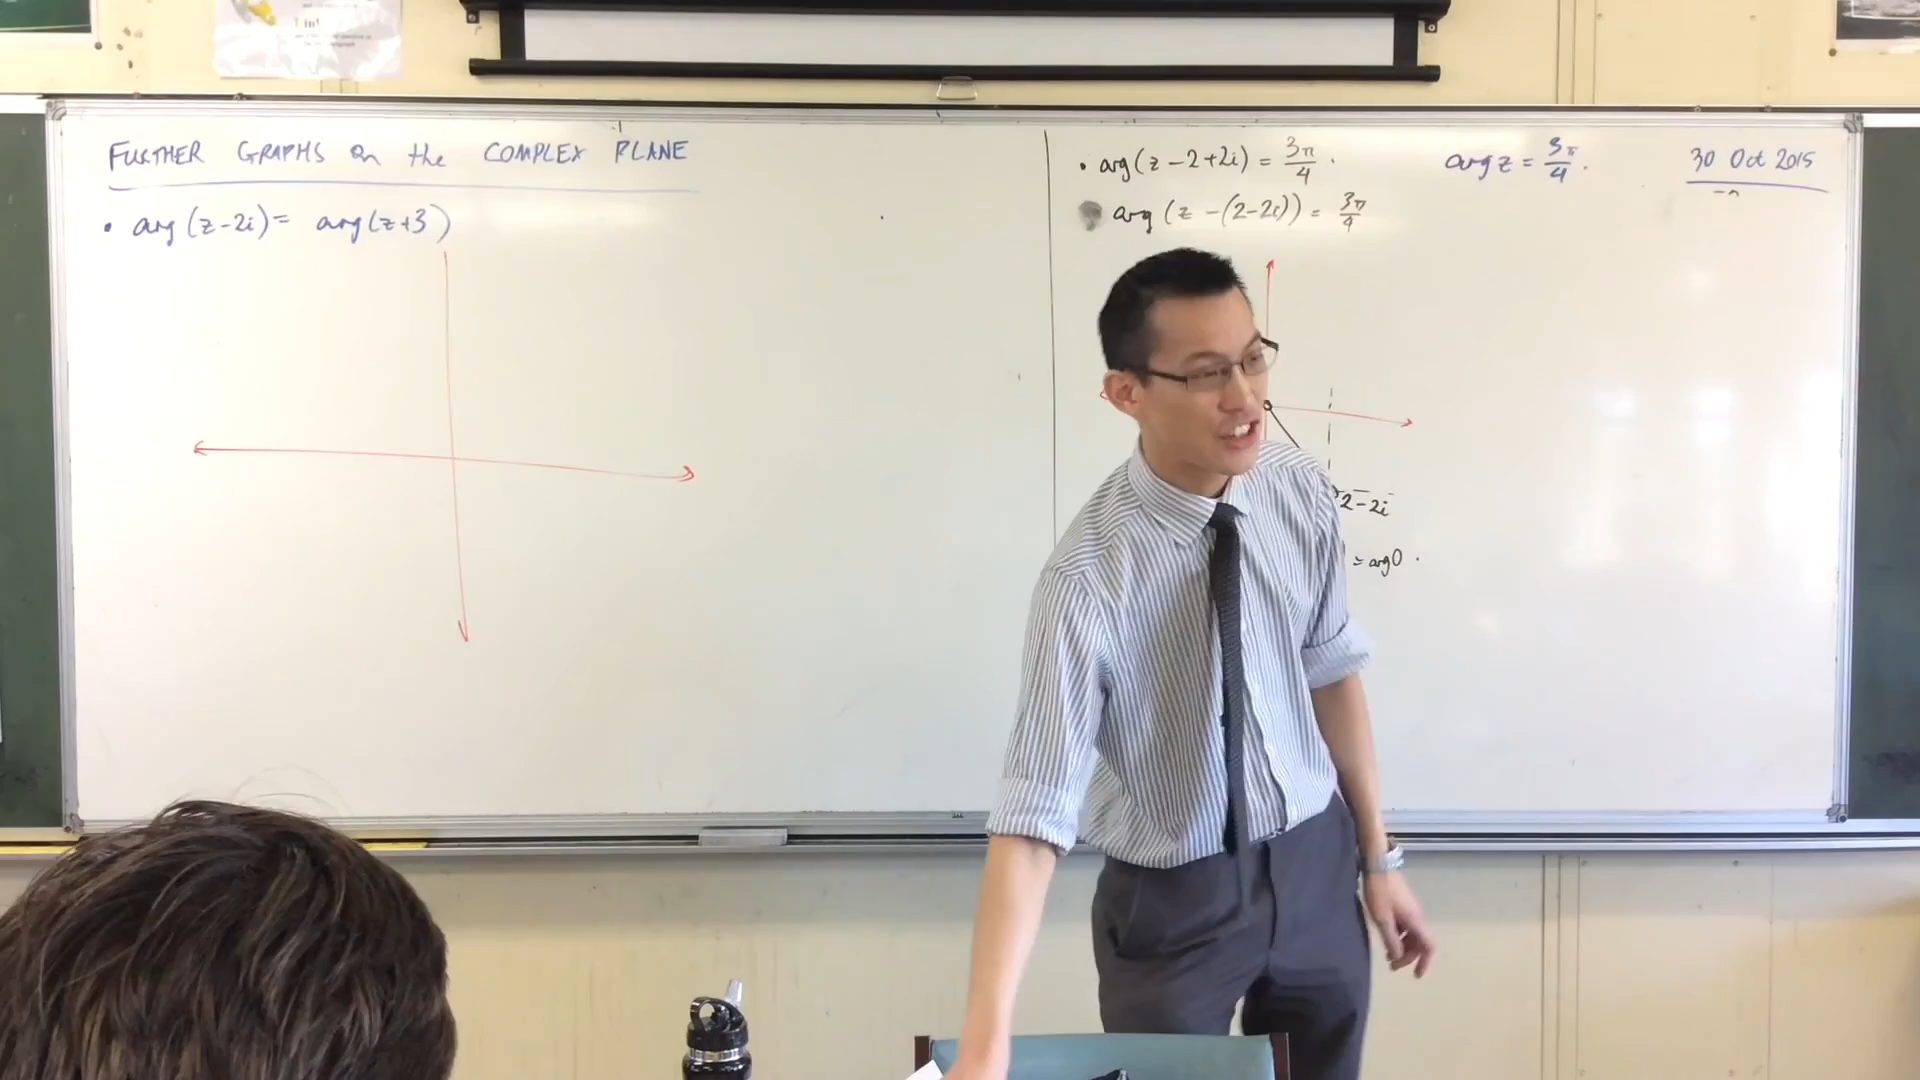 FURTHER GRAPHS on the COMPLEX PLANE
• arg(z-2i) = arg(z+3)
• arg(z-2+2i) = 3π/4.
arg(z-(2-2i)) = 3π/4
arg z = 3π/4.
30 Oct 2015
2-2i
= arg 0.